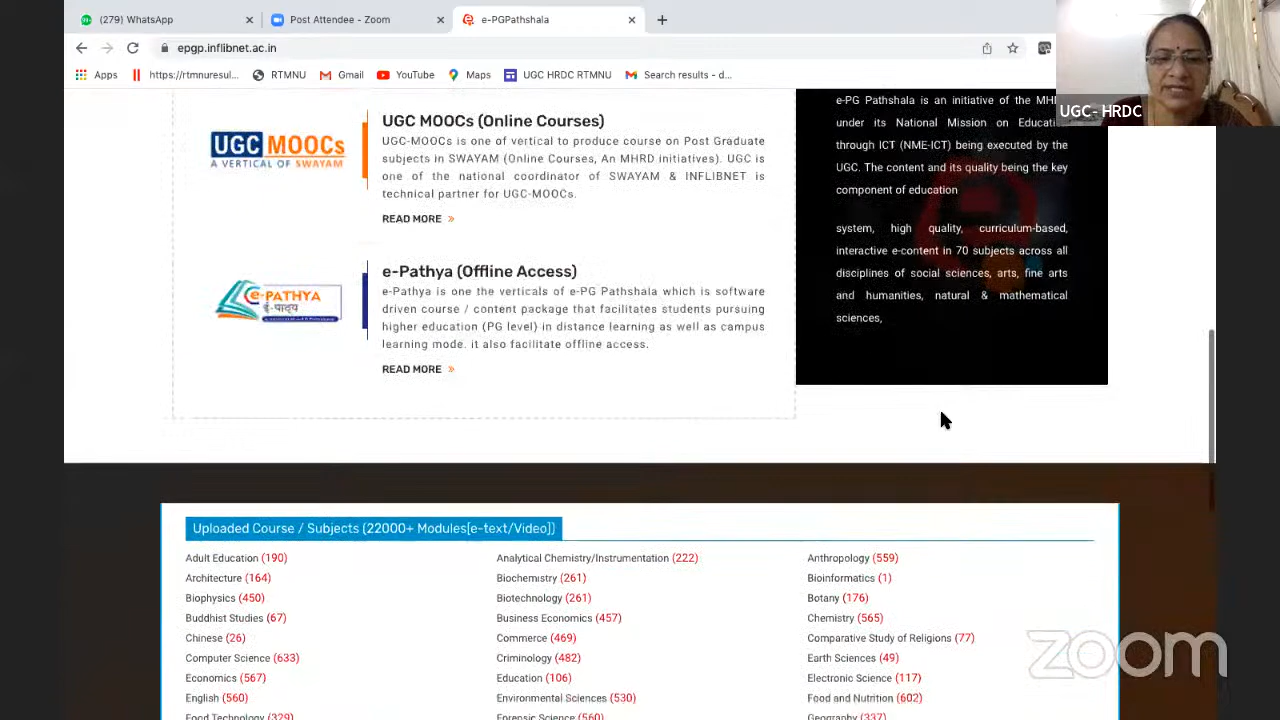 (279) WhatsApp
Post Attendee - Zoom
e-PGPathshala
epgp.inflibnet.ac.in
Apps
https://rtmnuresul...
RTMNU
Gmail
YouTube
Maps
UGC HRDC RTMNU
Search results - d...
UGC- HRDC
UGC MOOCs
A VERTICAL OF SWAYAM
UGC MOOCs (Online Courses)
UGC-MOOCs is one of vertical to produce course on Post Graduate
subjects in SWAYAM (Online Courses, An MHRD initiatives). UGC is
one of the national coordinator of SWAYAM & INFLIBNET is
technical partner for UGC-MOOCs.
READ MORE »
e-PATHYA
ई-पाठ्य
e-Pathya (Offline Access)
e-Pathya is one the verticals of e-PG Pathshala which is software
driven course / content package that facilitates students pursuing
higher education (PG level) in distance learning as well as campus
learning mode. it also facilitate offline access.
READ MORE »
e-PG Pathshala is an initiative of the
under its National Mission on
through ICT (NME-ICT) being executed by the
UGC. The content and its quality being the key
component of education
system, high quality, curriculum-based,
interactive e-content in 70 subjects across all
disciplines of social sciences, arts, fine arts
and humanities, natural & mathematical
sciences,
Uploaded Course / Subjects (22000+ Modules[e-text/Video])
Adult Education (190)
Analytical Chemistry/Instrumentation (222)
Anthropology (559)
Architecture (164)
Biochemistry (261)
Bioinformatics (1)
Biophysics (450)
Biotechnology (261)
Botany (176)
Buddhist Studies (67)
Business Economics (457)
Chemistry (565)
Chinese (26)
Commerce (469)
Comparative Study of Religions (77)
Computer Science (633)
Criminology (482)
Earth Sciences (49)
Economics (567)
Education (106)
Electronic Science (117)
English (560)
Environmental Sciences (530)
Food and Nutrition (602)
Food Technology (329)
Forensic Science (560)
Geography (337)
zoom